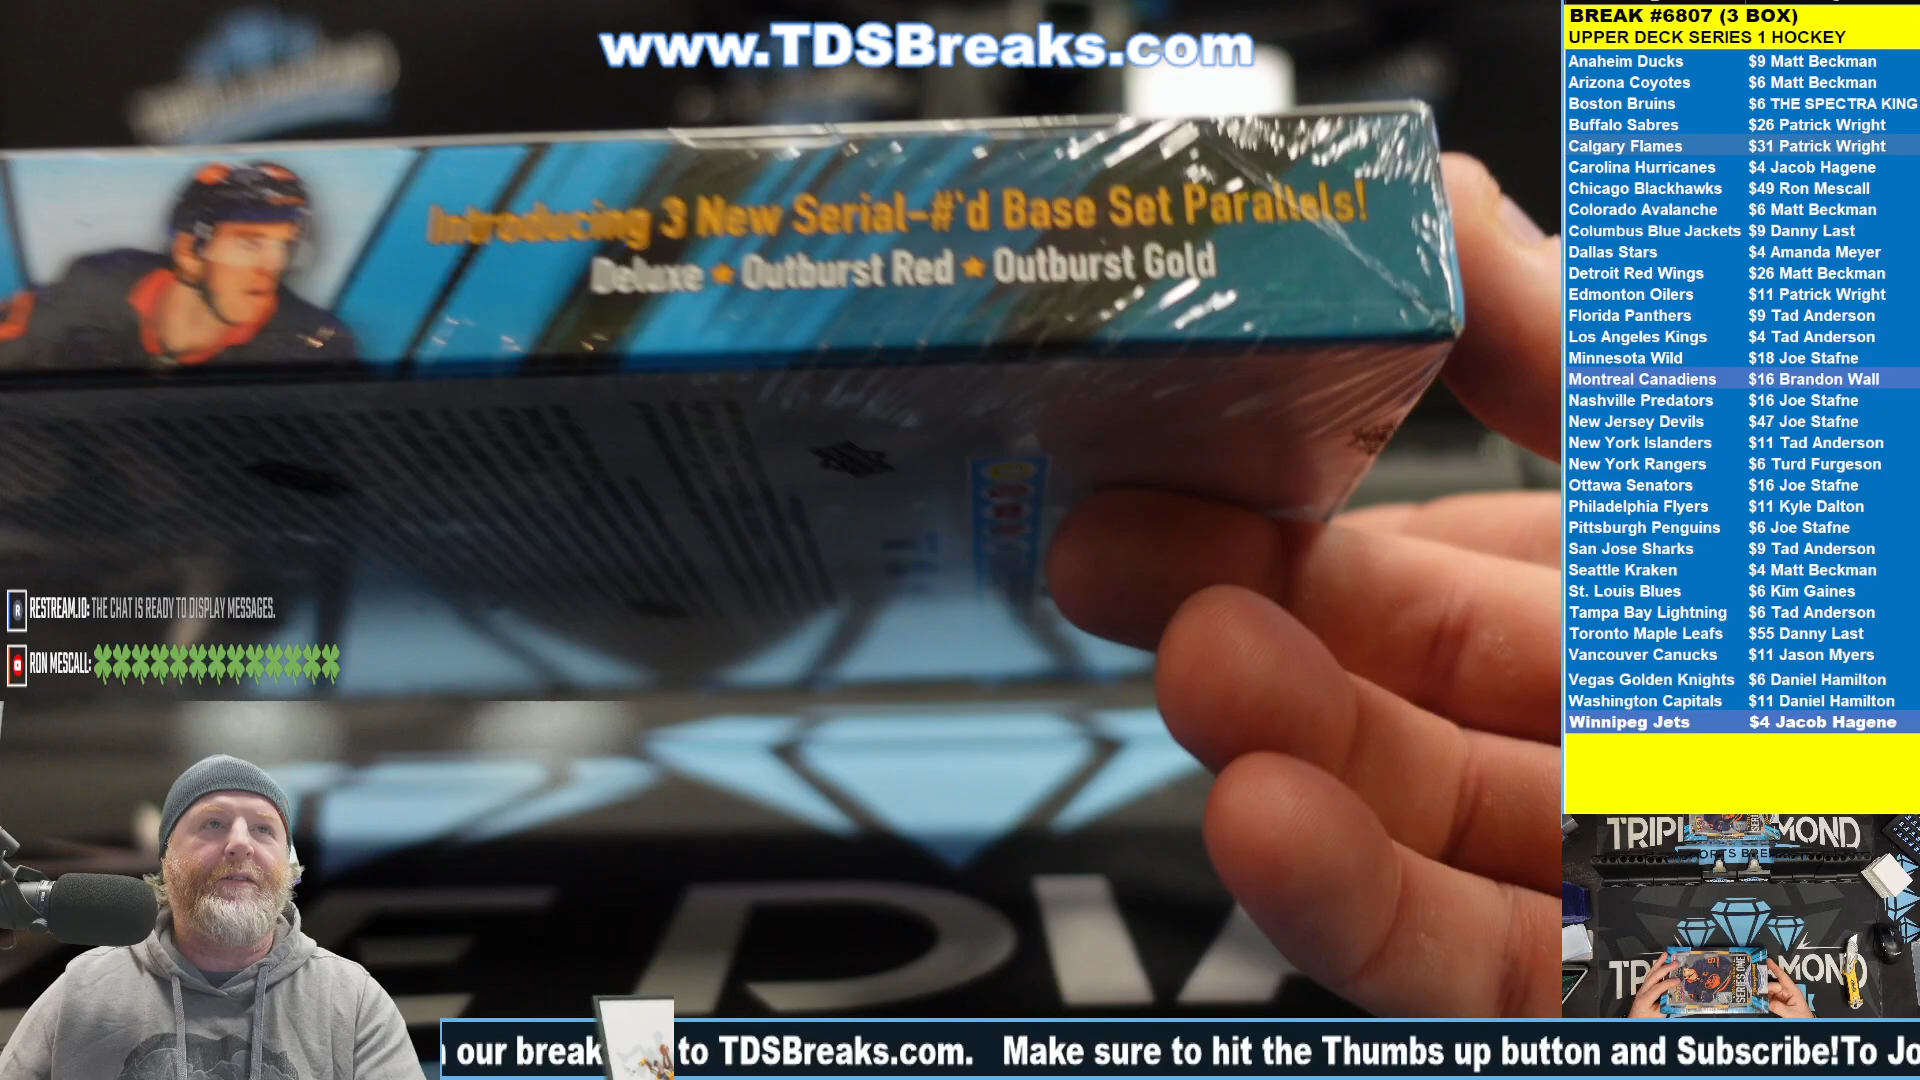 www.TDSBreaks.com
Introducing 3 New Serial-#'d Base Set Parallels!
Deluxe ★ Outburst Red ★ Outburst Gold
RESTREAM.IO: THE CHAT IS READY TO DISPLAY MESSAGES.
RON MESCALL: 🍀🍀🍀🍀🍀🍀🍀🍀🍀🍀🍀🍀🍀
BREAK #6807 (3 BOX)
UPPER DECK SERIES 1 HOCKEY
Anaheim Ducks $9 Matt Beckman
Arizona Coyotes $6 Matt Beckman
Boston Bruins $6 THE SPECTRA KING
Buffalo Sabres $26 Patrick Wright
Calgary Flames $31 Patrick Wright
Carolina Hurricanes $4 Jacob Hagene
Chicago Blackhawks $49 Ron Mescall
Colorado Avalanche $6 Matt Beckman
Columbus Blue Jackets $9 Danny Last
Dallas Stars $4 Amanda Meyer
Detroit Red Wings $26 Matt Beckman
Edmonton Oilers $11 Patrick Wright
Florida Panthers $9 Tad Anderson
Los Angeles Kings $4 Tad Anderson
Minnesota Wild $18 Joe Stafne
Montreal Canadiens $16 Brandon Wall
Nashville Predators $16 Joe Stafne
New Jersey Devils $47 Joe Stafne
New York Islanders $11 Tad Anderson
New York Rangers $6 Turd Furgeson
Ottawa Senators $16 Joe Stafne
Philadelphia Flyers $11 Kyle Dalton
Pittsburgh Penguins $6 Joe Stafne
San Jose Sharks $9 Tad Anderson
Seattle Kraken $4 Matt Beckman
St. Louis Blues $6 Kim Gaines
Tampa Bay Lightning $6 Tad Anderson
Toronto Maple Leafs $55 Danny Last
Vancouver Canucks $11 Jason Myers
Vegas Golden Knights $6 Daniel Hamilton
Washington Capitals $11 Daniel Hamilton
Winnipeg Jets $4 Jacob Hagene
our break to TDSBreaks.com. Make sure to hit the Thumbs up button and Subscribe!To Jo
E DI
TRIPL MOND
TRIP MOND
SERIES ONE